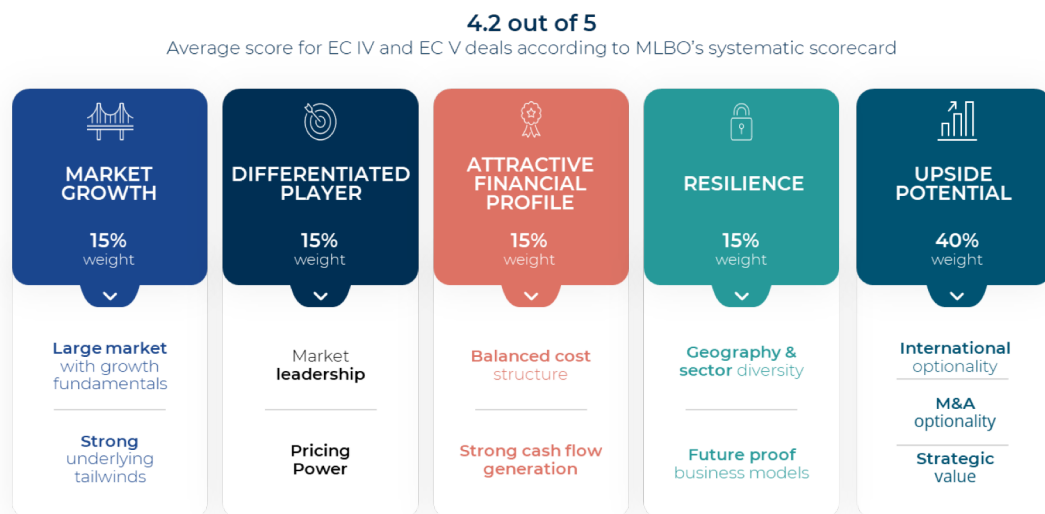 4.2 out of 5
Average score for EC IV and EC V deals according to MLBO’s systematic scorecard
MARKET
GROWTH
15%
weight
Large market
with growth
fundamentals
Strong
underlying
tailwinds
DIFFERENTIATED
PLAYER
15%
weight
Market
leadership
Pricing
Power
ATTRACTIVE
FINANCIAL
PROFILE
15%
weight
Balanced cost
structure
Strong cash flow
generation
RESILIENCE
15%
weight
Geography &
sector diversity
Future proof
business models
UPSIDE
POTENTIAL
40%
weight
International
optionality
M&A
optionality
Strategic
value